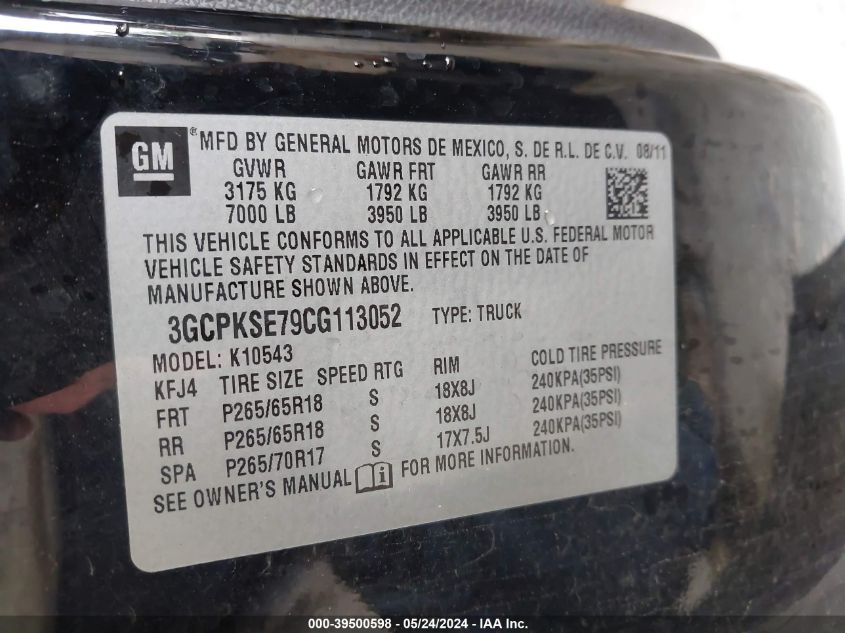 GM ® MFD BY GENERAL MOTORS DE MEXICO, S. DE R.L. DE C.V. 08/11
GVWR GAWR FRT GAWR RR
3175 KG 1792 KG 1792 KG
7000 LB 3950 LB 3950 LB
THIS VEHICLE CONFORMS TO ALL APPLICABLE U.S. FEDERAL MOTOR
VEHICLE SAFETY STANDARDS IN EFFECT ON THE DATE OF
MANUFACTURE SHOWN ABOVE.
3GCPKSE79CG113052 TYPE: TRUCK
MODEL: K10543
KFJ4 TIRE SIZE SPEED RTG RIM COLD TIRE PRESSURE
FRT P265/65R18 S 18X8J 240KPA(35PSI)
RR P265/65R18 S 18X8J 240KPA(35PSI)
SPA P265/70R17 S 17X7.5J 240KPA(35PSI)
SEE OWNER'S MANUAL i FOR MORE INFORMATION.
000-39500598 - 05/24/2024 - IAA Inc.